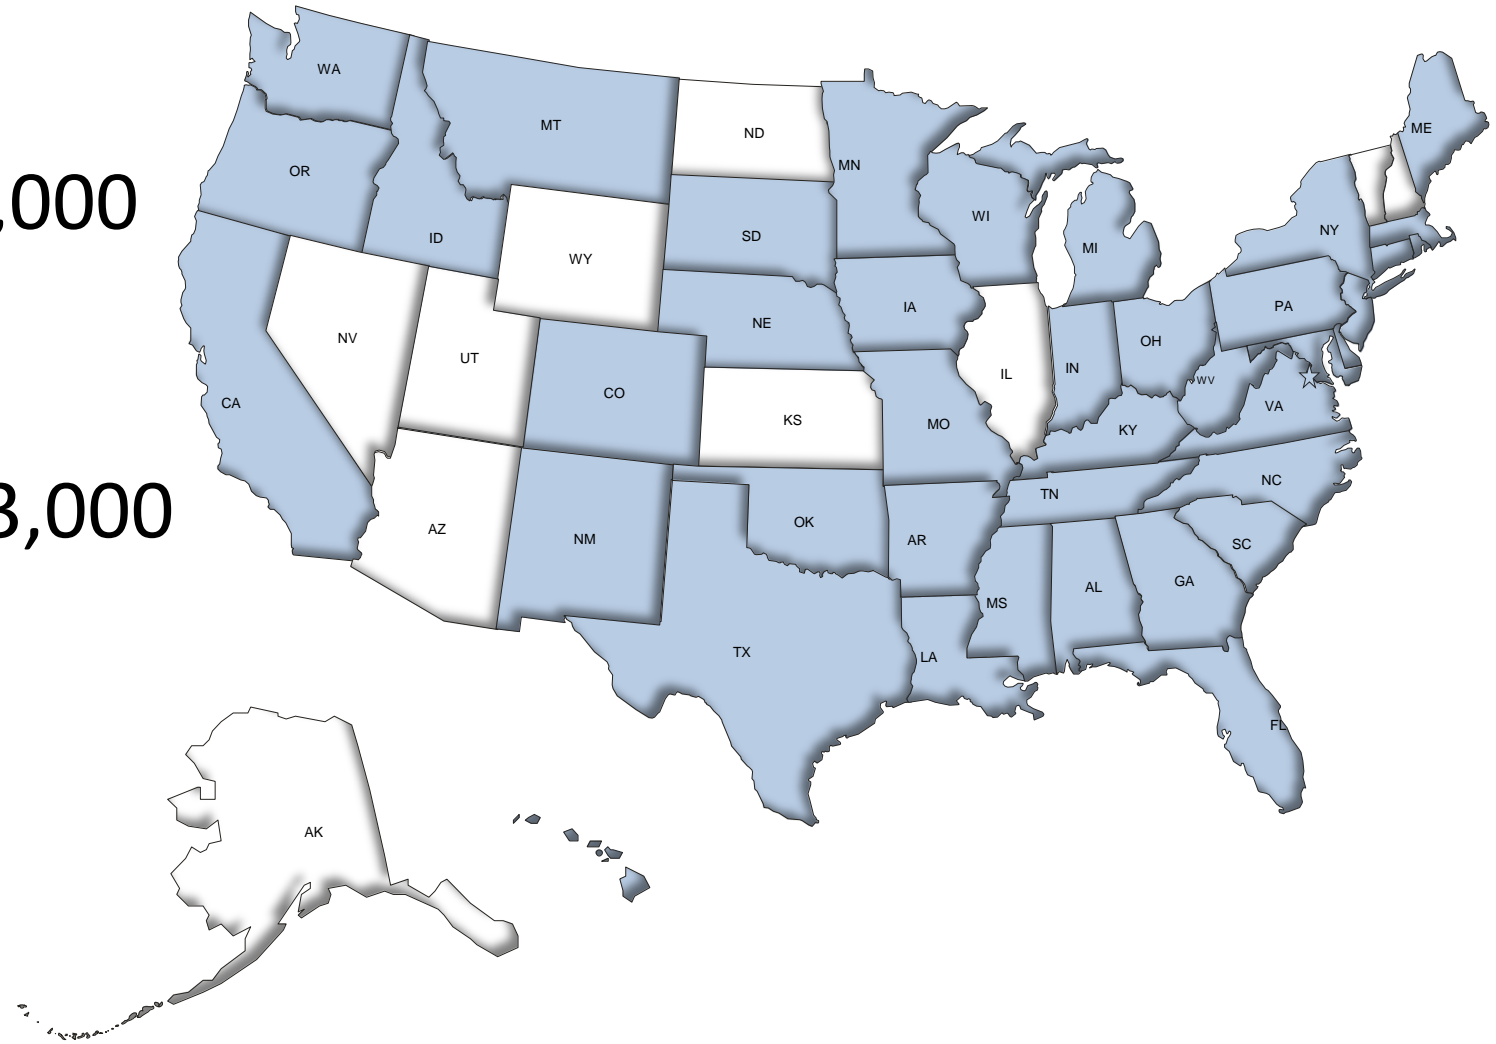 ,000
3,000
WA
MT
ND
MN
ME
OR
ID
WY
SD
WI
MI
NY
NV
UT
CO
NE
IA
IL
IN
OH
PA
CA
KS
MO
WV
VA
KY
AZ
NM
OK
AR
TN
NC
SC
TX
LA
MS
AL
GA
FL
AK